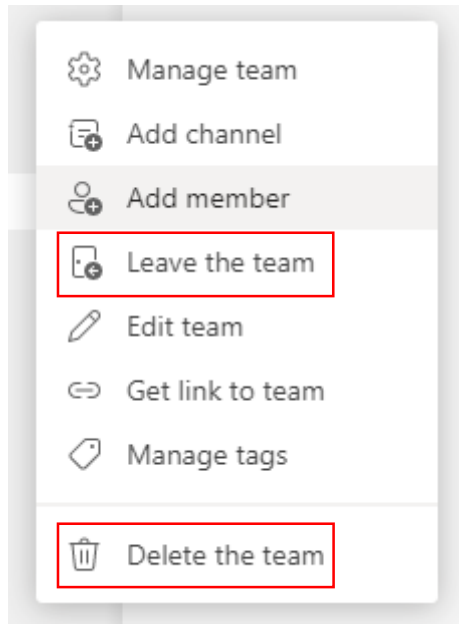 Manage team
Add channel
Add member
Leave the team
Edit team
Get link to team
Manage tags
Delete the team